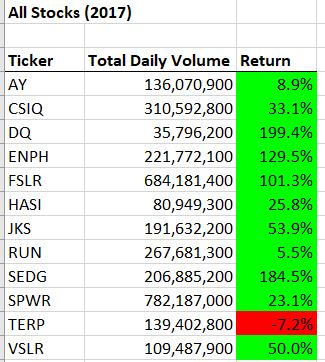 All Stocks (2017)
Ticker Total Daily Volume Return
AY 136,070,900 8.9%
CSIQ 310,592,800 33.1%
DQ 35,796,200 199.4%
ENPH 221,772,100 129.5%
FSLR 684,181,400 101.3%
HASI 80,949,300 25.8%
JKS 191,632,200 53.9%
RUN 267,681,300 5.5%
SEDG 206,885,200 184.5%
SPWR 782,187,000 23.1%
TERP 139,402,800 -7.2%
VSLR 109,487,900 50.0%